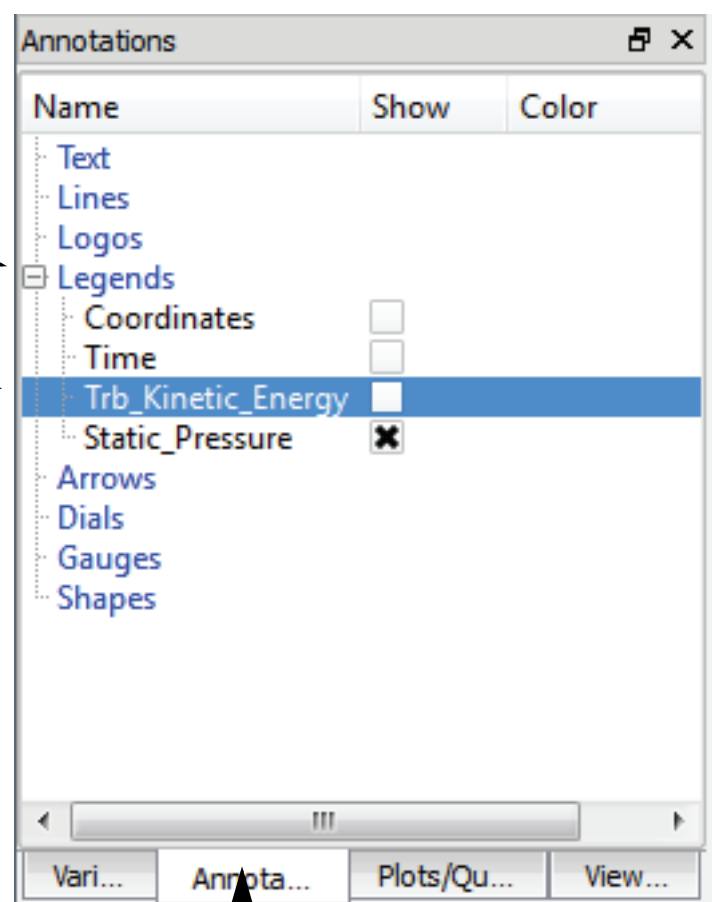 Annotations
Name Show Color
Text
Lines
Logos
Legends
Coordinates
Time
Trb_Kinetic_Energy
Static_Pressure
Arrows
Dials
Gauges
Shapes
Vari... Annota... Plots/Qu... View...